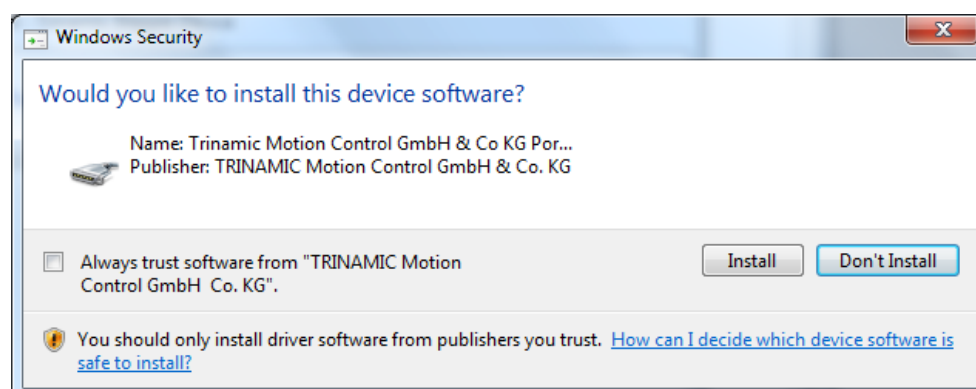 Windows Security
Would you like to install this device software?
Name: Trinamic Motion Control GmbH & Co KG Por...
Publisher: TRINAMIC Motion Control GmbH & Co. KG
Always trust software from "TRINAMIC Motion
Control GmbH  Co. KG".
Install
Don't Install
You should only install driver software from publishers you trust. How can I decide which device software is
safe to install?